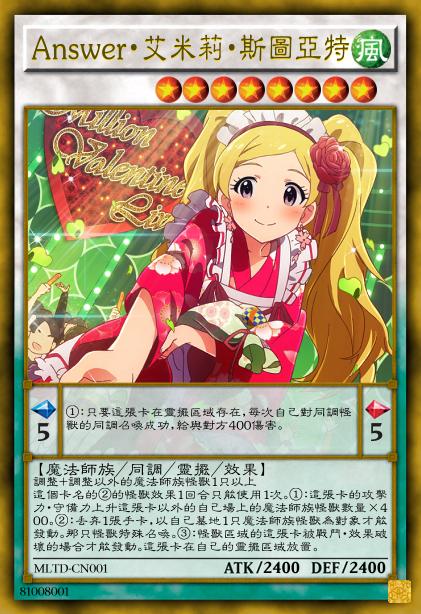 Answer・艾米莉・斯圖亞特
風
Million
Valentine
Live
5
①:只要這張卡在靈擺區域存在,每次自己對同調怪
獸的同調召喚成功,給與對方400傷害。
5
【魔法師族/同調/靈擺/效果】
調整+調整以外的魔法師族怪獸1只以上
這個卡名的②的怪獸效果1回合只能使用1次。①:這張卡的攻擊
力・守備力上升這張卡以外的自己場上的魔法師族怪獸數量×4
00。②:丟弃1張手卡,以自己墓地1只魔法師族怪獸為對象才能
發動。那只怪獸特殊召喚。③:怪獸區域的這張卡被戰鬥・效果破
壞的場合才能發動。這張卡在自己的靈擺區域放置。
MLTD-CN001
ATK/2400 DEF/2400
81008001